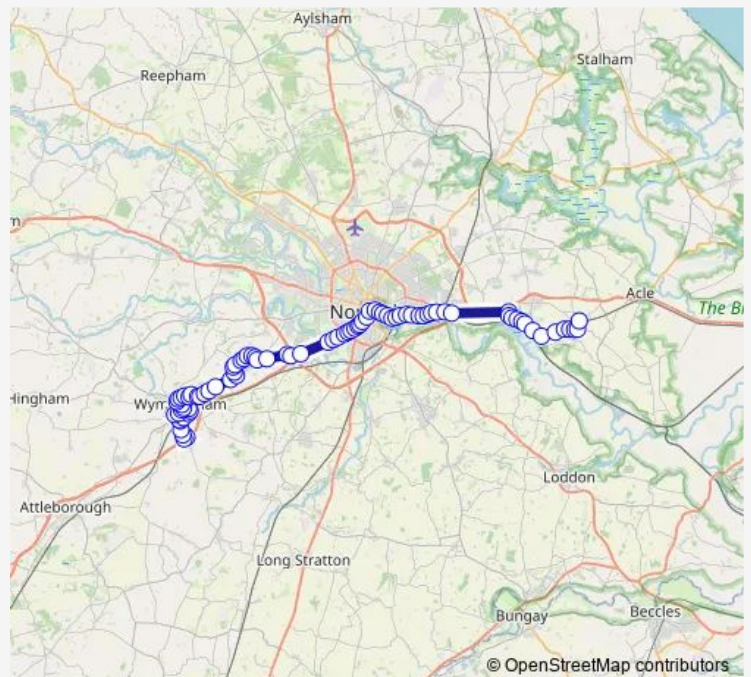 Aylsham
Stalham
Reepham
Acle
The B
Hingham
Attleborough
Loddon
Long Stratton
Bungay
Beccles
© OpenStreetMap contributors